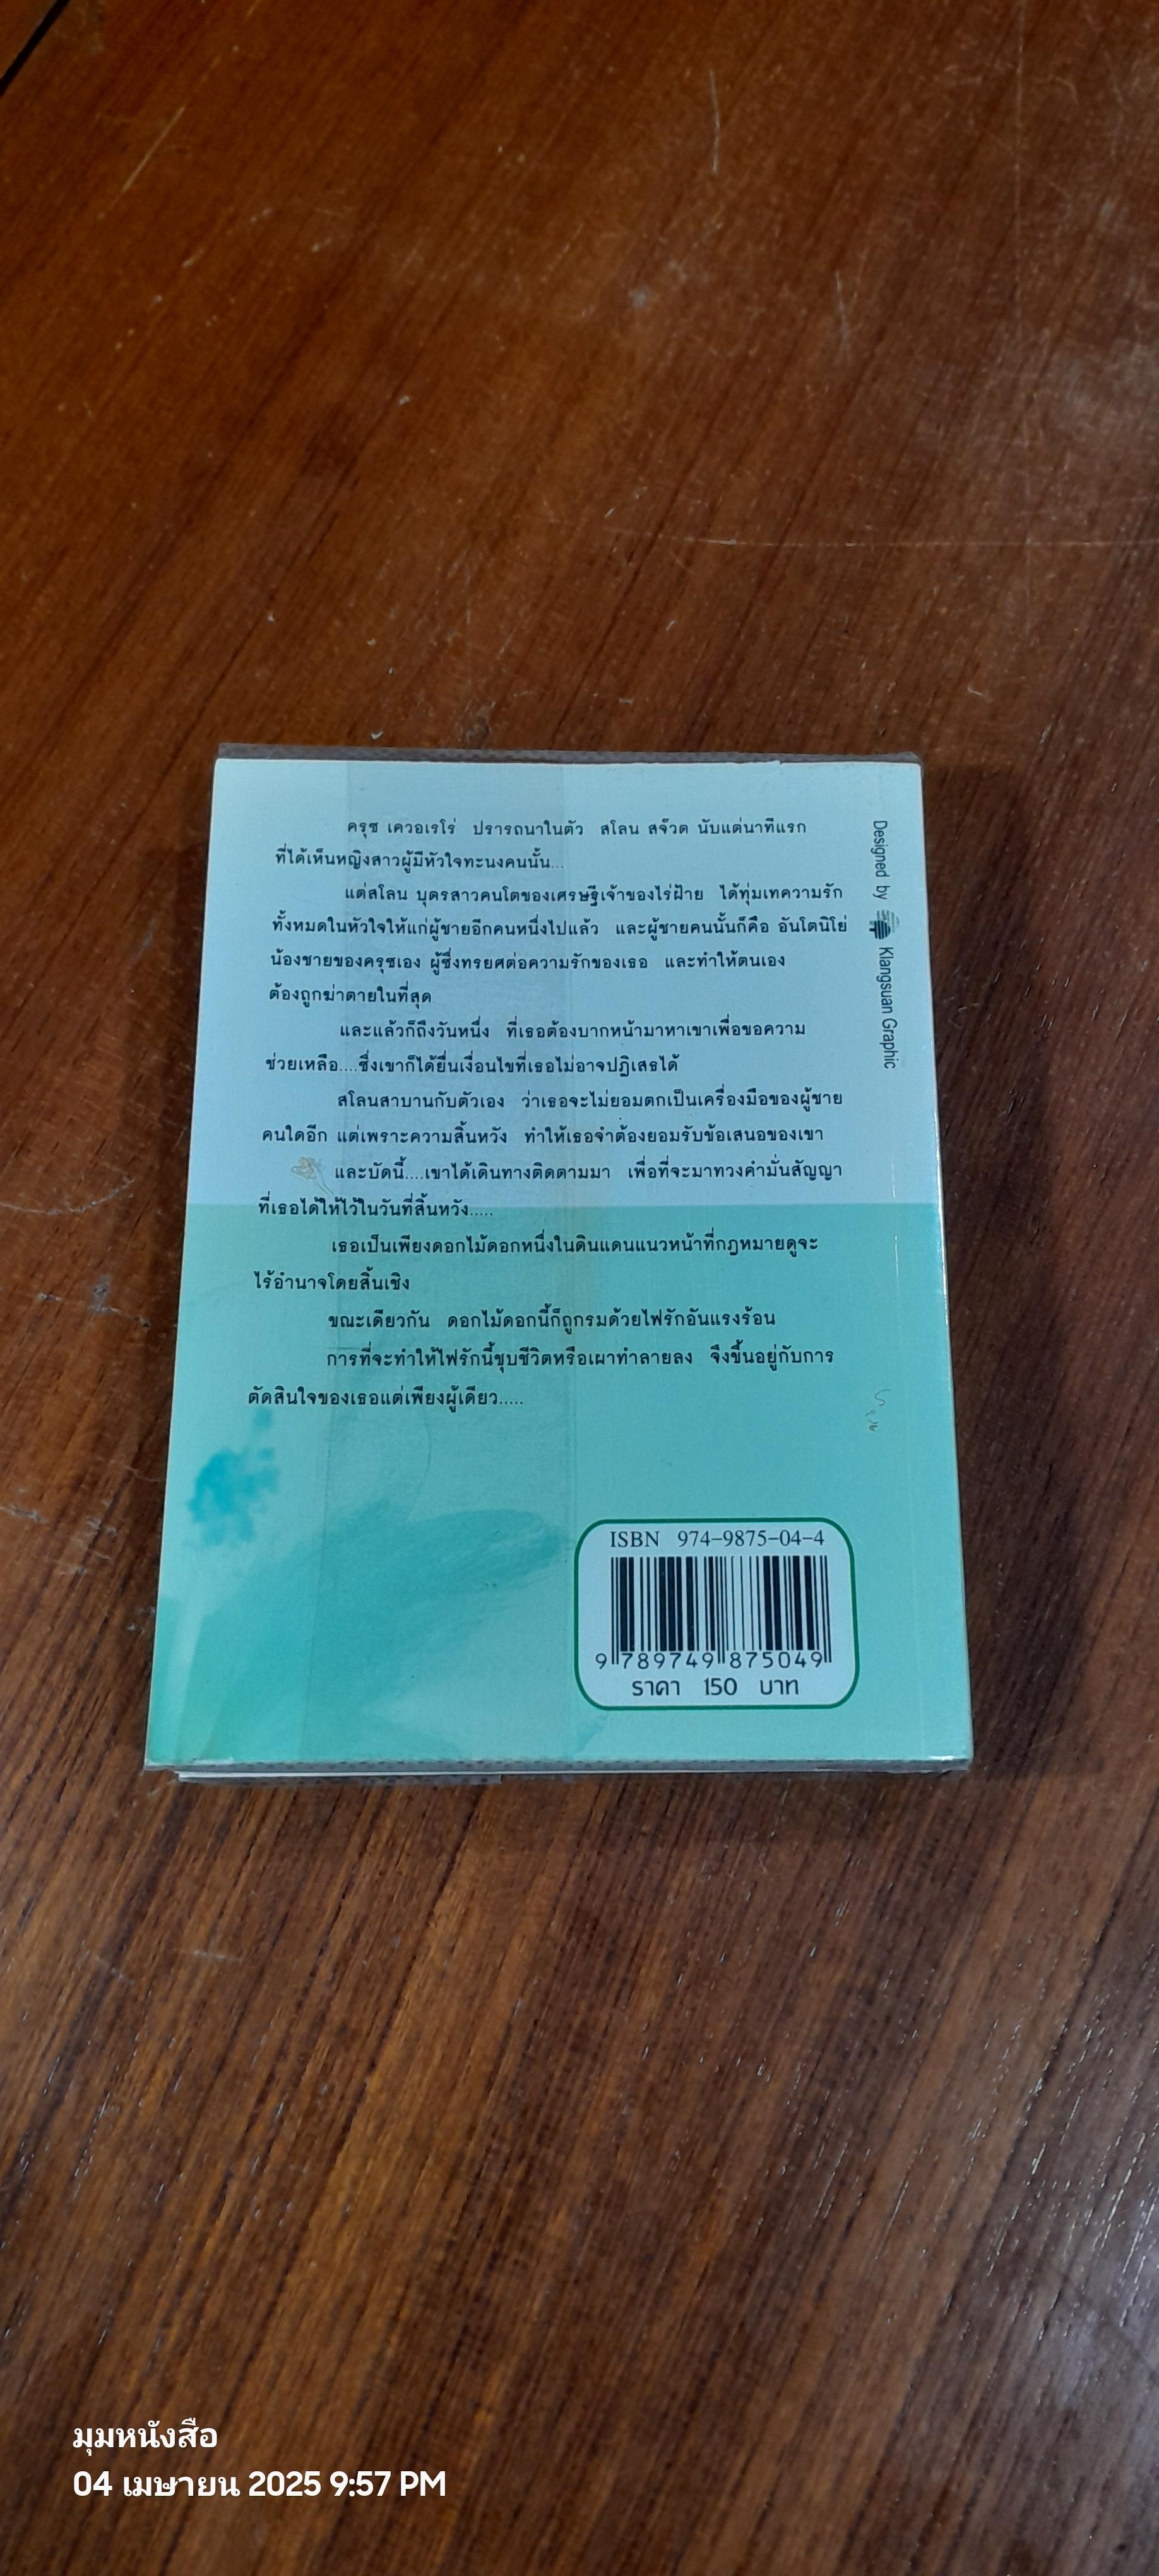 ครุซ เควอเรโร่ ปรารถนาในตัว สโลน สจ๊วต นับแต่นาทีแรก
ที่ได้เห็นหญิงสาวผู้มีหัวใจทะนงคนนั้น...
แต่สโลน บุตรสาวคนโตของเศรษฐีเจ้าของไร่ฝ้าย ได้ทุ่มเทความรัก
ทั้งหมดในหัวใจให้แก่ผู้ชายอีกคนหนึ่งไปแล้ว และผู้ชายคนนั้นก็คือ อันโตนิโย่
น้องชายของครุซเอง ผู้ซึ่งทรยศต่อความรักของเธอ และทำให้ตนเอง
ต้องถูกฆ่าตายในที่สุด
และแล้วก็ถึงวันหนึ่ง ที่เธอต้องบากหน้ามาหาเขาเพื่อขอความ
ช่วยเหลือ....ซึ่งเขาก็ได้ยื่นเงื่อนไขที่เธอไม่อาจปฏิเสธได้
สโลนสาบานกับตัวเอง ว่าเธอจะไม่ยอมตกเป็นเครื่องมือของผู้ชาย
คนใดอีก แต่เพราะความสิ้นหวัง ทำให้เธอจำต้องยอมรับข้อเสนอของเขา
และบัดนี้....เขาได้เดินทางติดตามมา เพื่อที่จะมาทวงคำมั่นสัญญา
ที่เธอได้ให้ไว้ในวันที่สิ้นหวัง.....
เธอเป็นเพียงดอกไม้ดอกหนึ่งในดินแดนแนวหน้าที่กฎหมายดูจะ
ไร้อำนาจโดยสิ้นเชิง
ขณะเดียวกัน ดอกไม้ดอกนี้ก็ถูกรมด้วยไฟรักอันแรงร้อน
การที่จะทำให้ไฟรักนี้ชุบชีวิตหรือเผาทำลายลง จึงขึ้นอยู่กับการ
ตัดสินใจของเธอแต่เพียงผู้เดียว.....
Designed by Klangsuan Graphic
ISBN 974-9875-04-4
9 789749 875049
ราคา 150 บาท
มุมหนังสือ
04 เมษายน 2025 9:57 PM